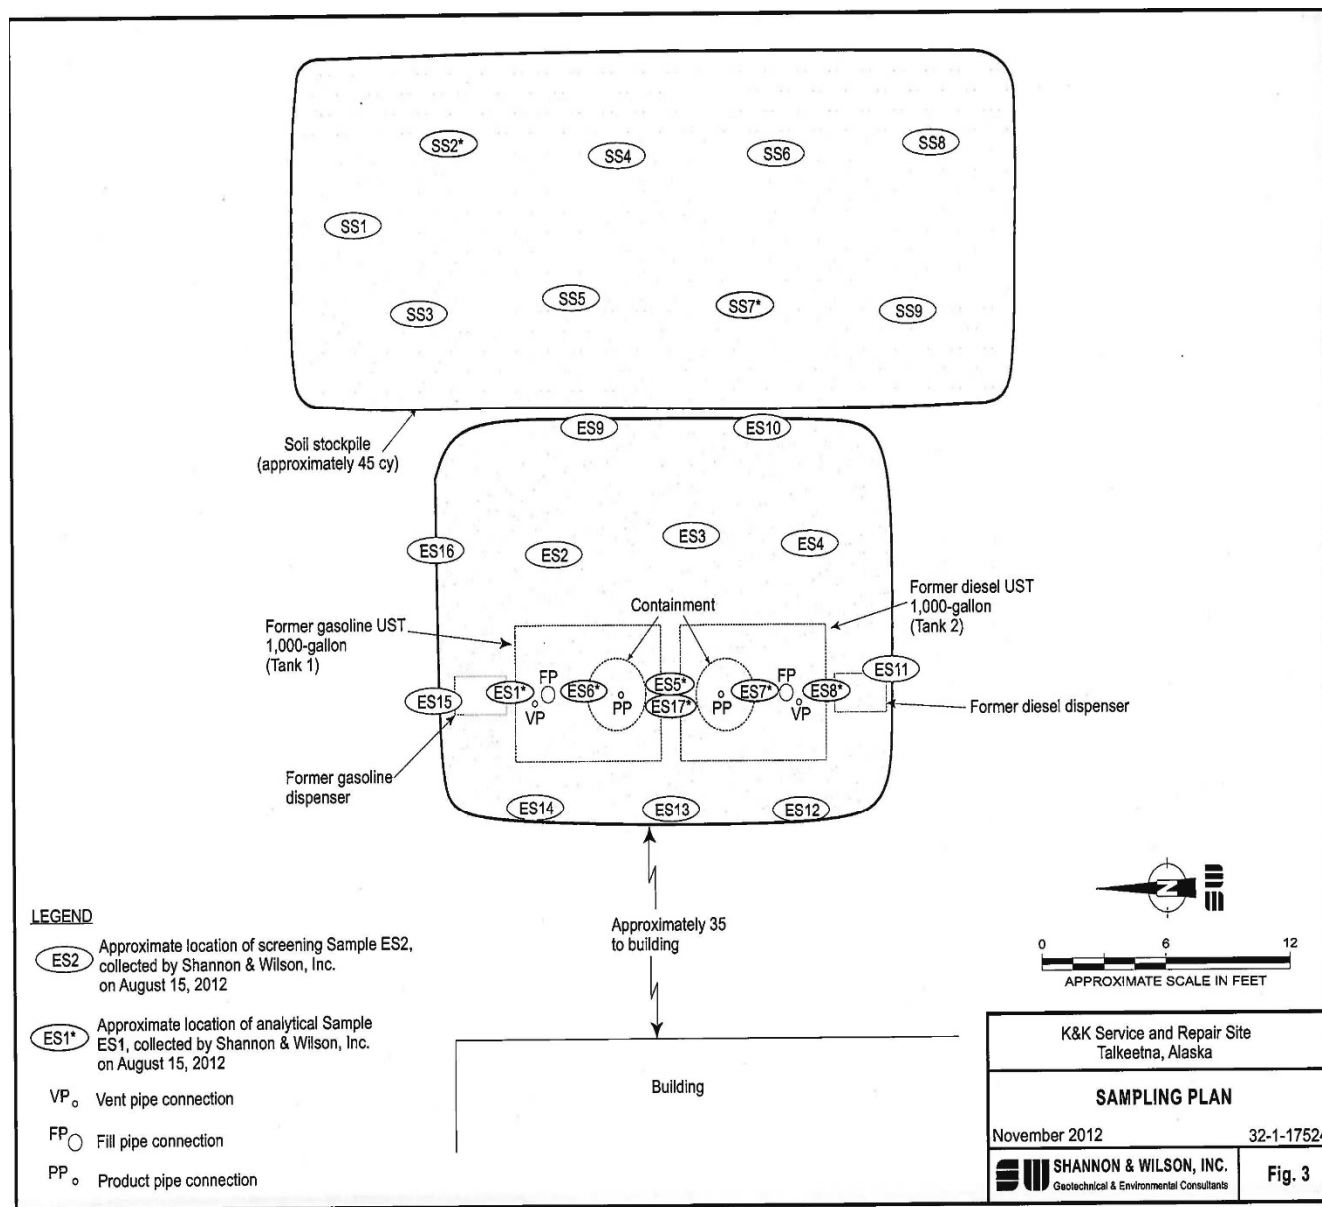 SS2*
SS4
SS6
SS8
SS1
SS3
SS5
SS7*
SS9
Soil stockpile
(approximately 45 cy)
ES9
ES10
ES16
ES2
ES3
ES4
Former gasoline UST
1,000-gallon
(Tank 1)
Containment
Former diesel UST
1,000-gallon
(Tank 2)
ES15
ES1*
FP
VP
ES6*
PP
ES5*
ES17*
PP
ES7*
FP
VP
ES8*
ES11
Former diesel dispenser
Former gasoline
dispenser
ES14
ES13
ES12
Approximately 35
to building
Building
LEGEND
ES2
Approximate location of screening Sample ES2,
collected by Shannon & Wilson, Inc.
on August 15, 2012
ES1*
Approximate location of analytical Sample
ES1, collected by Shannon & Wilson, Inc.
on August 15, 2012
VP
Vent pipe connection
FP
Fill pipe connection
PP
Product pipe connection
N
SW
0 6 12
APPROXIMATE SCALE IN FEET
K&K Service and Repair Site
Talkeetna, Alaska
SAMPLING PLAN
November 2012
32-1-17524
SW
SHANNON & WILSON, INC.
Geotechnical & Environmental Consultants
Fig. 3